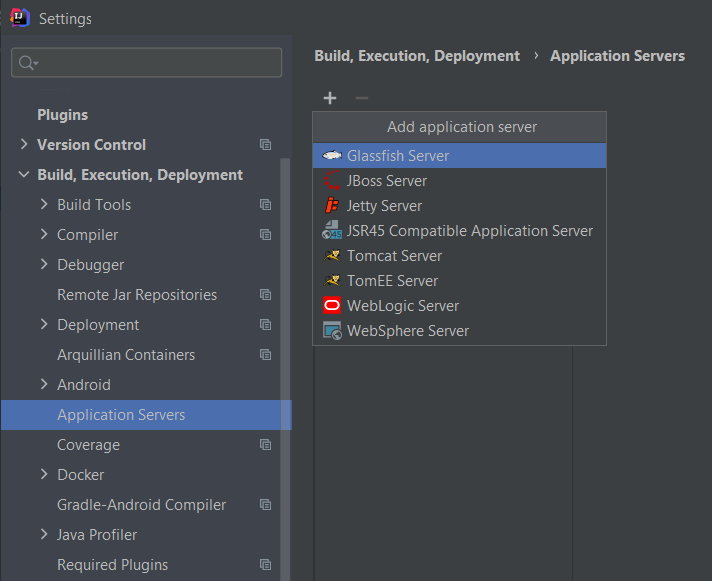 Settings
Plugins
Version Control
Build, Execution, Deployment
Build Tools
Compiler
Debugger
Remote Jar Repositories
Deployment
Arquillian Containers
Android
Application Servers
Coverage
Docker
Gradle-Android Compiler
Java Profiler
Required Plugins
Build, Execution, Deployment › Application Servers
Add application server
Glassfish Server
JBoss Server
Jetty Server
JSR45 Compatible Application Server
Tomcat Server
TomEE Server
WebLogic Server
WebSphere Server